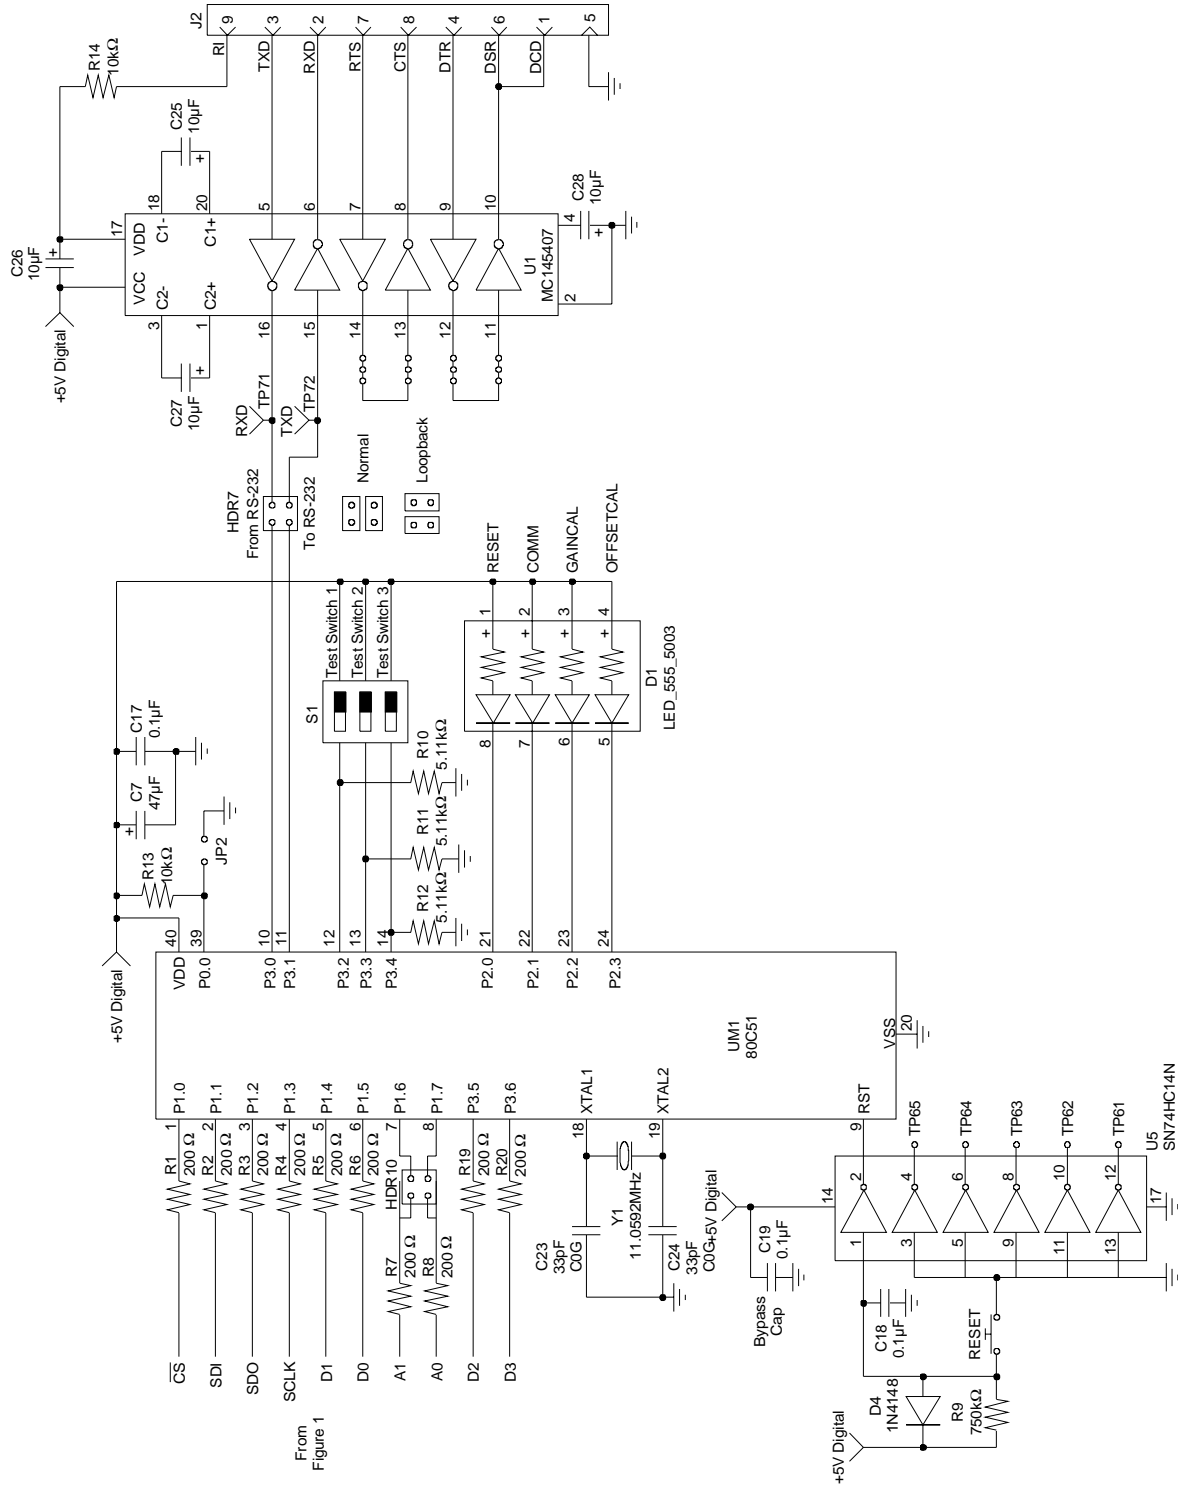 J2
9
3
2
7
8
4
6
1
5
RI
TXD
RXD
RTS
CTS
DTR
DSR
DCD
R14
10kΩ
C25
10µF
+
18
20
5
6
7
8
9
10
C28
10µF
+
4
17
VDD
C1-
C1+
U1
MC145407
VCC
C2-
C2+
2
C26
10µF
+
+5V Digital
3
1
16
15
14
13
12
11
C27
10µF
+
RXD
TP71
TXD
TP72
HDR7
From RS-232
To RS-232
Normal
Loopback
RESET
COMM
GAINCAL
OFFSETCAL
Test Switch 1
Test Switch 2
Test Switch 3
S1
+ 1
+ 2
+ 3
+ 4
D1
LED_555_5003
8
7
6
5
C17
0.1µF
C7
47µF
+
R13
10kΩ
JP2
R10
5.11kΩ
R11
5.11kΩ
R12
5.11kΩ
+5V Digital
40
39
10
11
12
13
14
21
22
23
24
VDD
P0.0
P3.0
P3.1
P3.2
P3.3
P3.4
P2.0
P2.1
P2.2
P2.3
UM1
80C51
VSS
20
P1.0
P1.1
P1.2
P1.3
P1.4
P1.5
P1.6
P1.7
P3.5
P3.6
XTAL1
XTAL2
RST
1
2
3
4
5
6
7
8
18
19
9
R1
200 Ω
R2
200 Ω
R3
200 Ω
R4
200 Ω
R5
200 Ω
R6
200 Ω
HDR10
R19
200 Ω
R20
200 Ω
R7
200 Ω
R8
200 Ω
Y1
11.0592MHz
C23
33pF
C0G
C24
33pF
C0G
+5V Digital
C19
0.1µF
Bypass
Cap
14
TP65
TP64
TP63
TP62
TP61
U5
SN74HC14N
2
4
6
8
10
12
17
1
3
5
9
11
13
C18
0.1µF
RESET
D4
1N4148
R9
750kΩ
+5V Digital
CS
SDI
SDO
SCLK
D1
D0
A1
A0
D2
D3
From
Figure 1